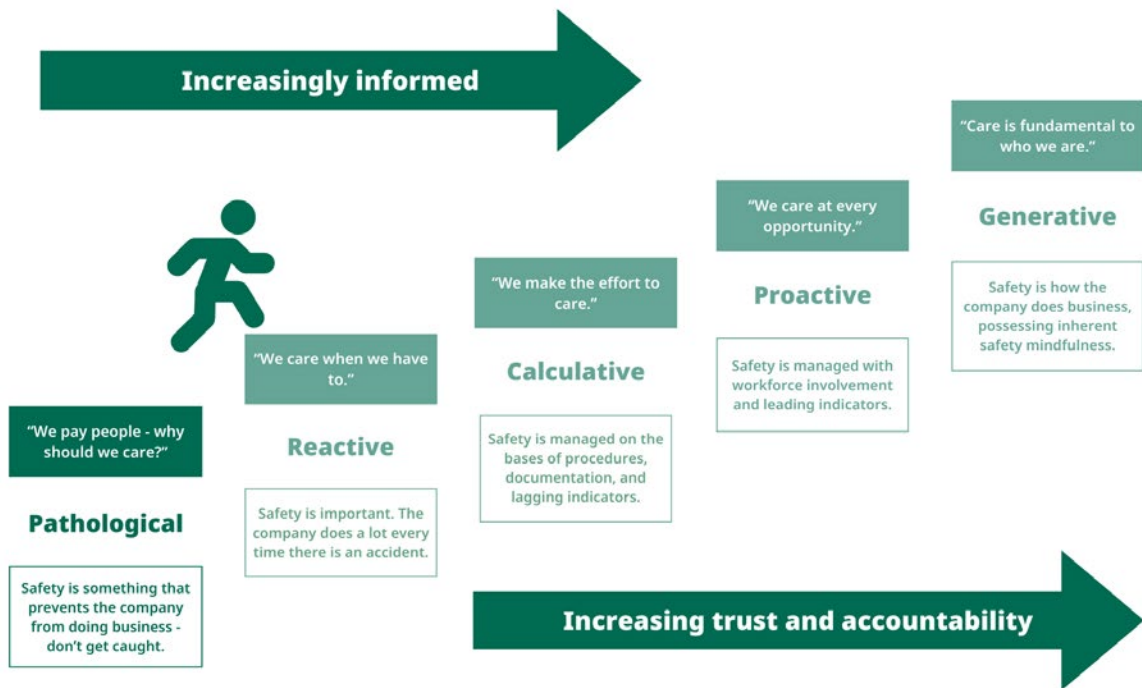 Increasingly informed
"We pay people - why
should we care?"
Pathological
Safety is something that
prevents the company
from doing business -
don't get caught.
"We care when we have
to."
Reactive
Safety is important. The
company does a lot every
time there is an accident.
"We make the effort to
care."
Calculative
Safety is managed on the
bases of procedures,
documentation, and
lagging indicators.
"We care at every
opportunity."
Proactive
Safety is managed with
workforce involvement
and leading indicators.
"Care is fundamental to
who we are."
Generative
Safety is how the
company does business,
possessing inherent
safety mindfulness.
Increasing trust and accountability